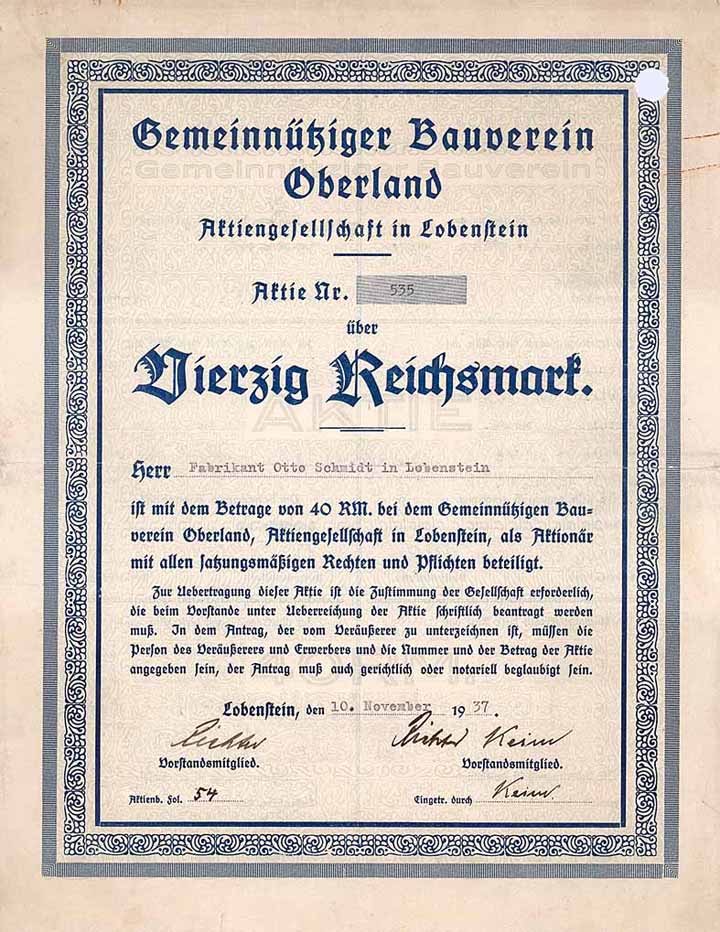 Gemeinnütziger Bauverein
Oberland
Aktiengesellschaft in Lobenstein
Aktie Nr. 535
über
Vierzig Reichsmark.
AKTIE
Herr Fabrikant Otto Schmidt in Lobenstein
ist mit dem Betrage von 40 RM. bei dem Gemeinnützigen Bau-
verein Oberland, Aktiengesellschaft in Lobenstein, als Aktionär
mit allen satzungsmäßigen Rechten und Pflichten beteiligt.
Zur Uebertragung dieser Aktie ist die Zustimmung der Gesellschaft erforderlich,
die beim Vorstande unter Ueberreichung der Aktie schriftlich beantragt werden
muß. In dem Antrag, der vom Veräußerer zu unterzeichnen ist, müssen die
Person des Veräußerers und Erwerbers und die Nummer und der Betrag der Aktie
angegeben sein, der Antrag muß auch gerichtlich oder notariell beglaubigt sein.
Lobenstein, den 10. November 1937.
Richter Richter Keim
Vorstandsmitglied. Vorstandsmitglied.
Aktienb. Fol. 54 Eingetr. durch Keim